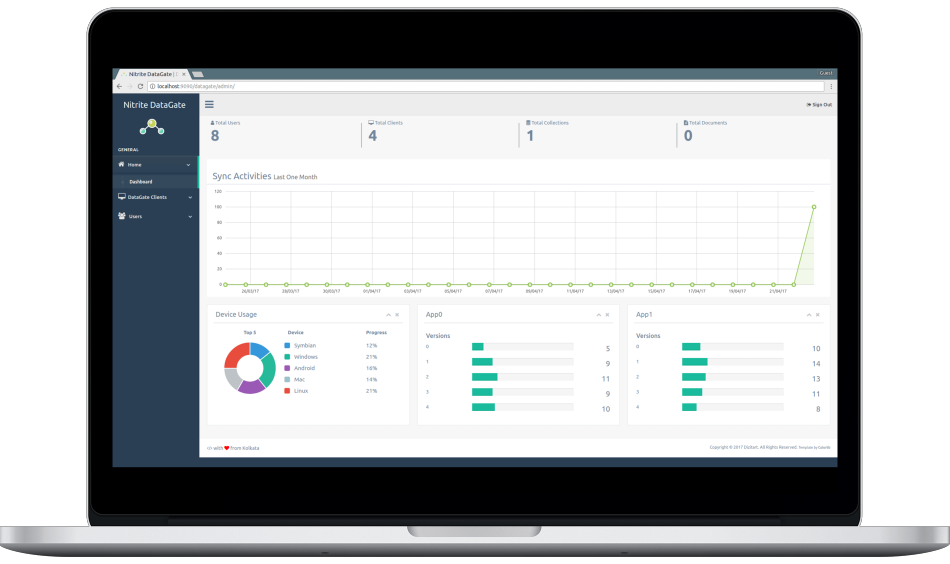 Nitrite DataGate |
Guest
localhost:9090/datagate/admin/
Nitrite DataGate
Sign Out
GENERAL
Home
Dashboard
DataGate Clients
Users
Total Users
8
Total Clients
4
Total Collections
1
Total Documents
0
Sync Activities Last One Month
120
100
80
60
40
20
0
26/03/17 28/03/17 30/03/17 01/04/17 03/04/17 05/04/17 07/04/17 09/04/17 11/04/17 13/04/17 15/04/17 17/04/17 19/04/17 21/04/17
Device Usage
Top 5 Device Progress
Symbian 12%
Windows 21%
Android 16%
Mac 14%
Linux 21%
App0
Versions
0 5
1 9
2 11
3 9
4 10
App1
Versions
0 10
1 14
2 13
3 11
4 8
with from Kolkata
Copyright © 2017 Dizitart. All Rights Reserved. Template by